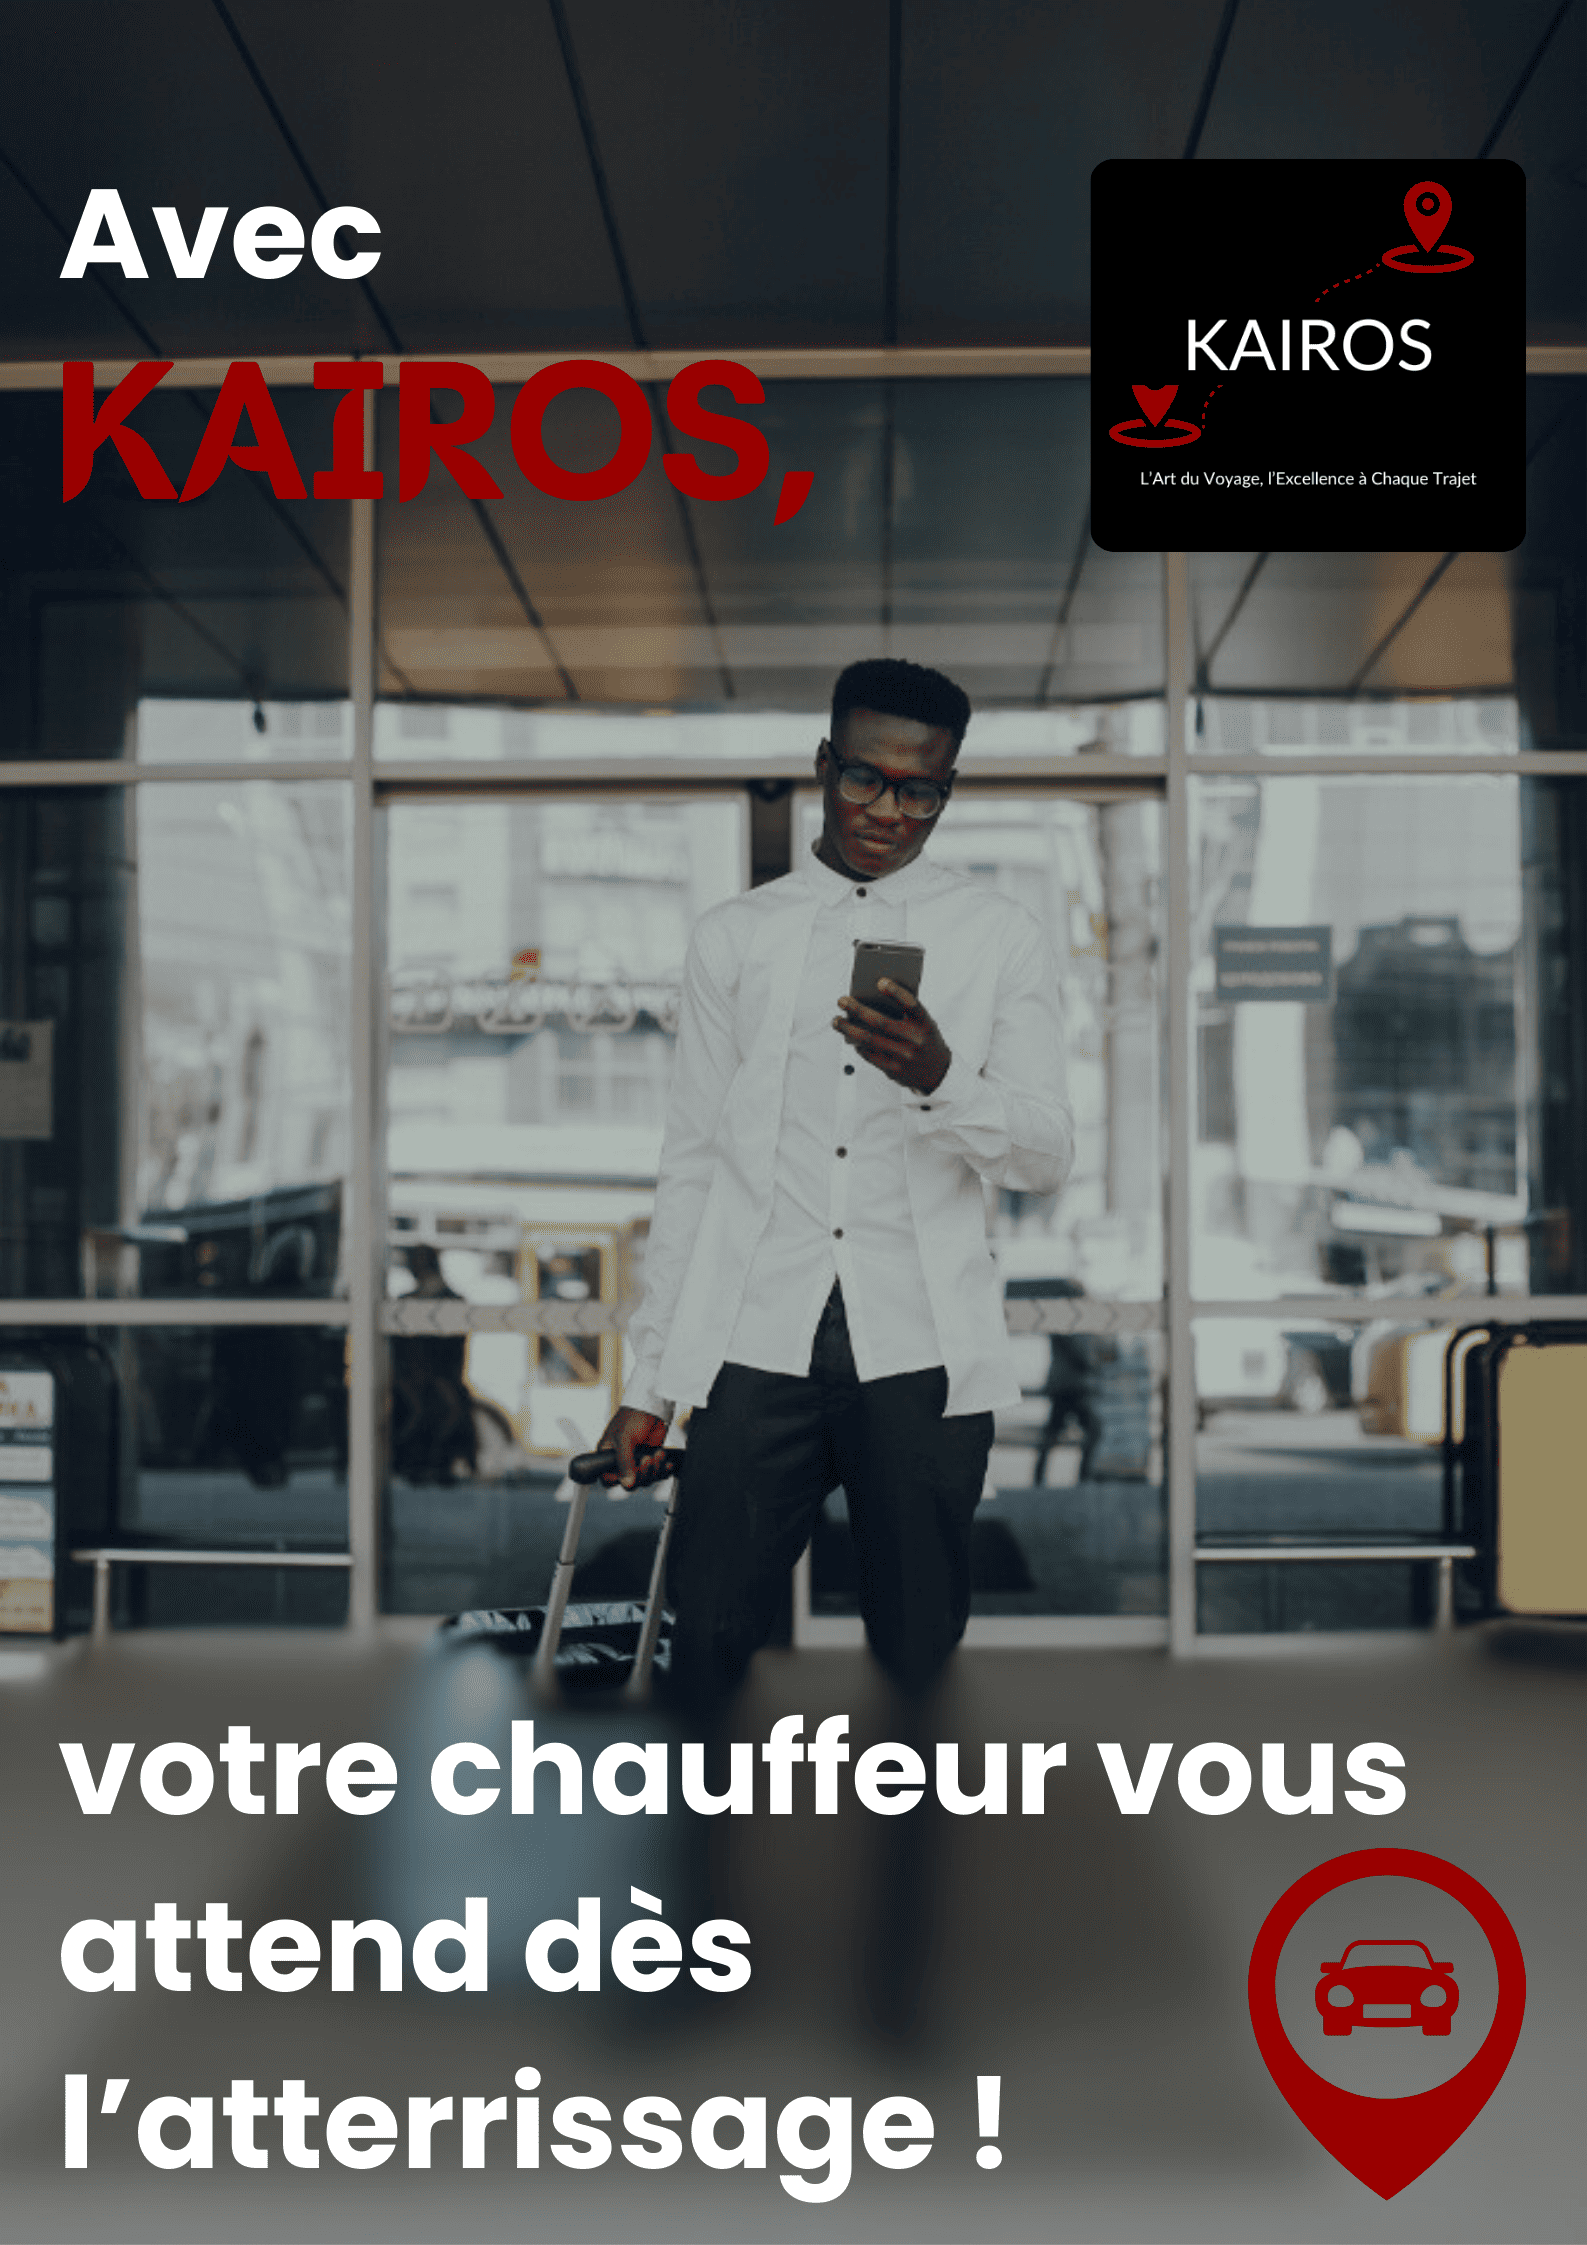 Avec
KAIROS,
KAIROS
L'Art du Voyage, l'Excellence à Chaque Trajet
votre chauffeur vous
attend dès
l’atterrissage !